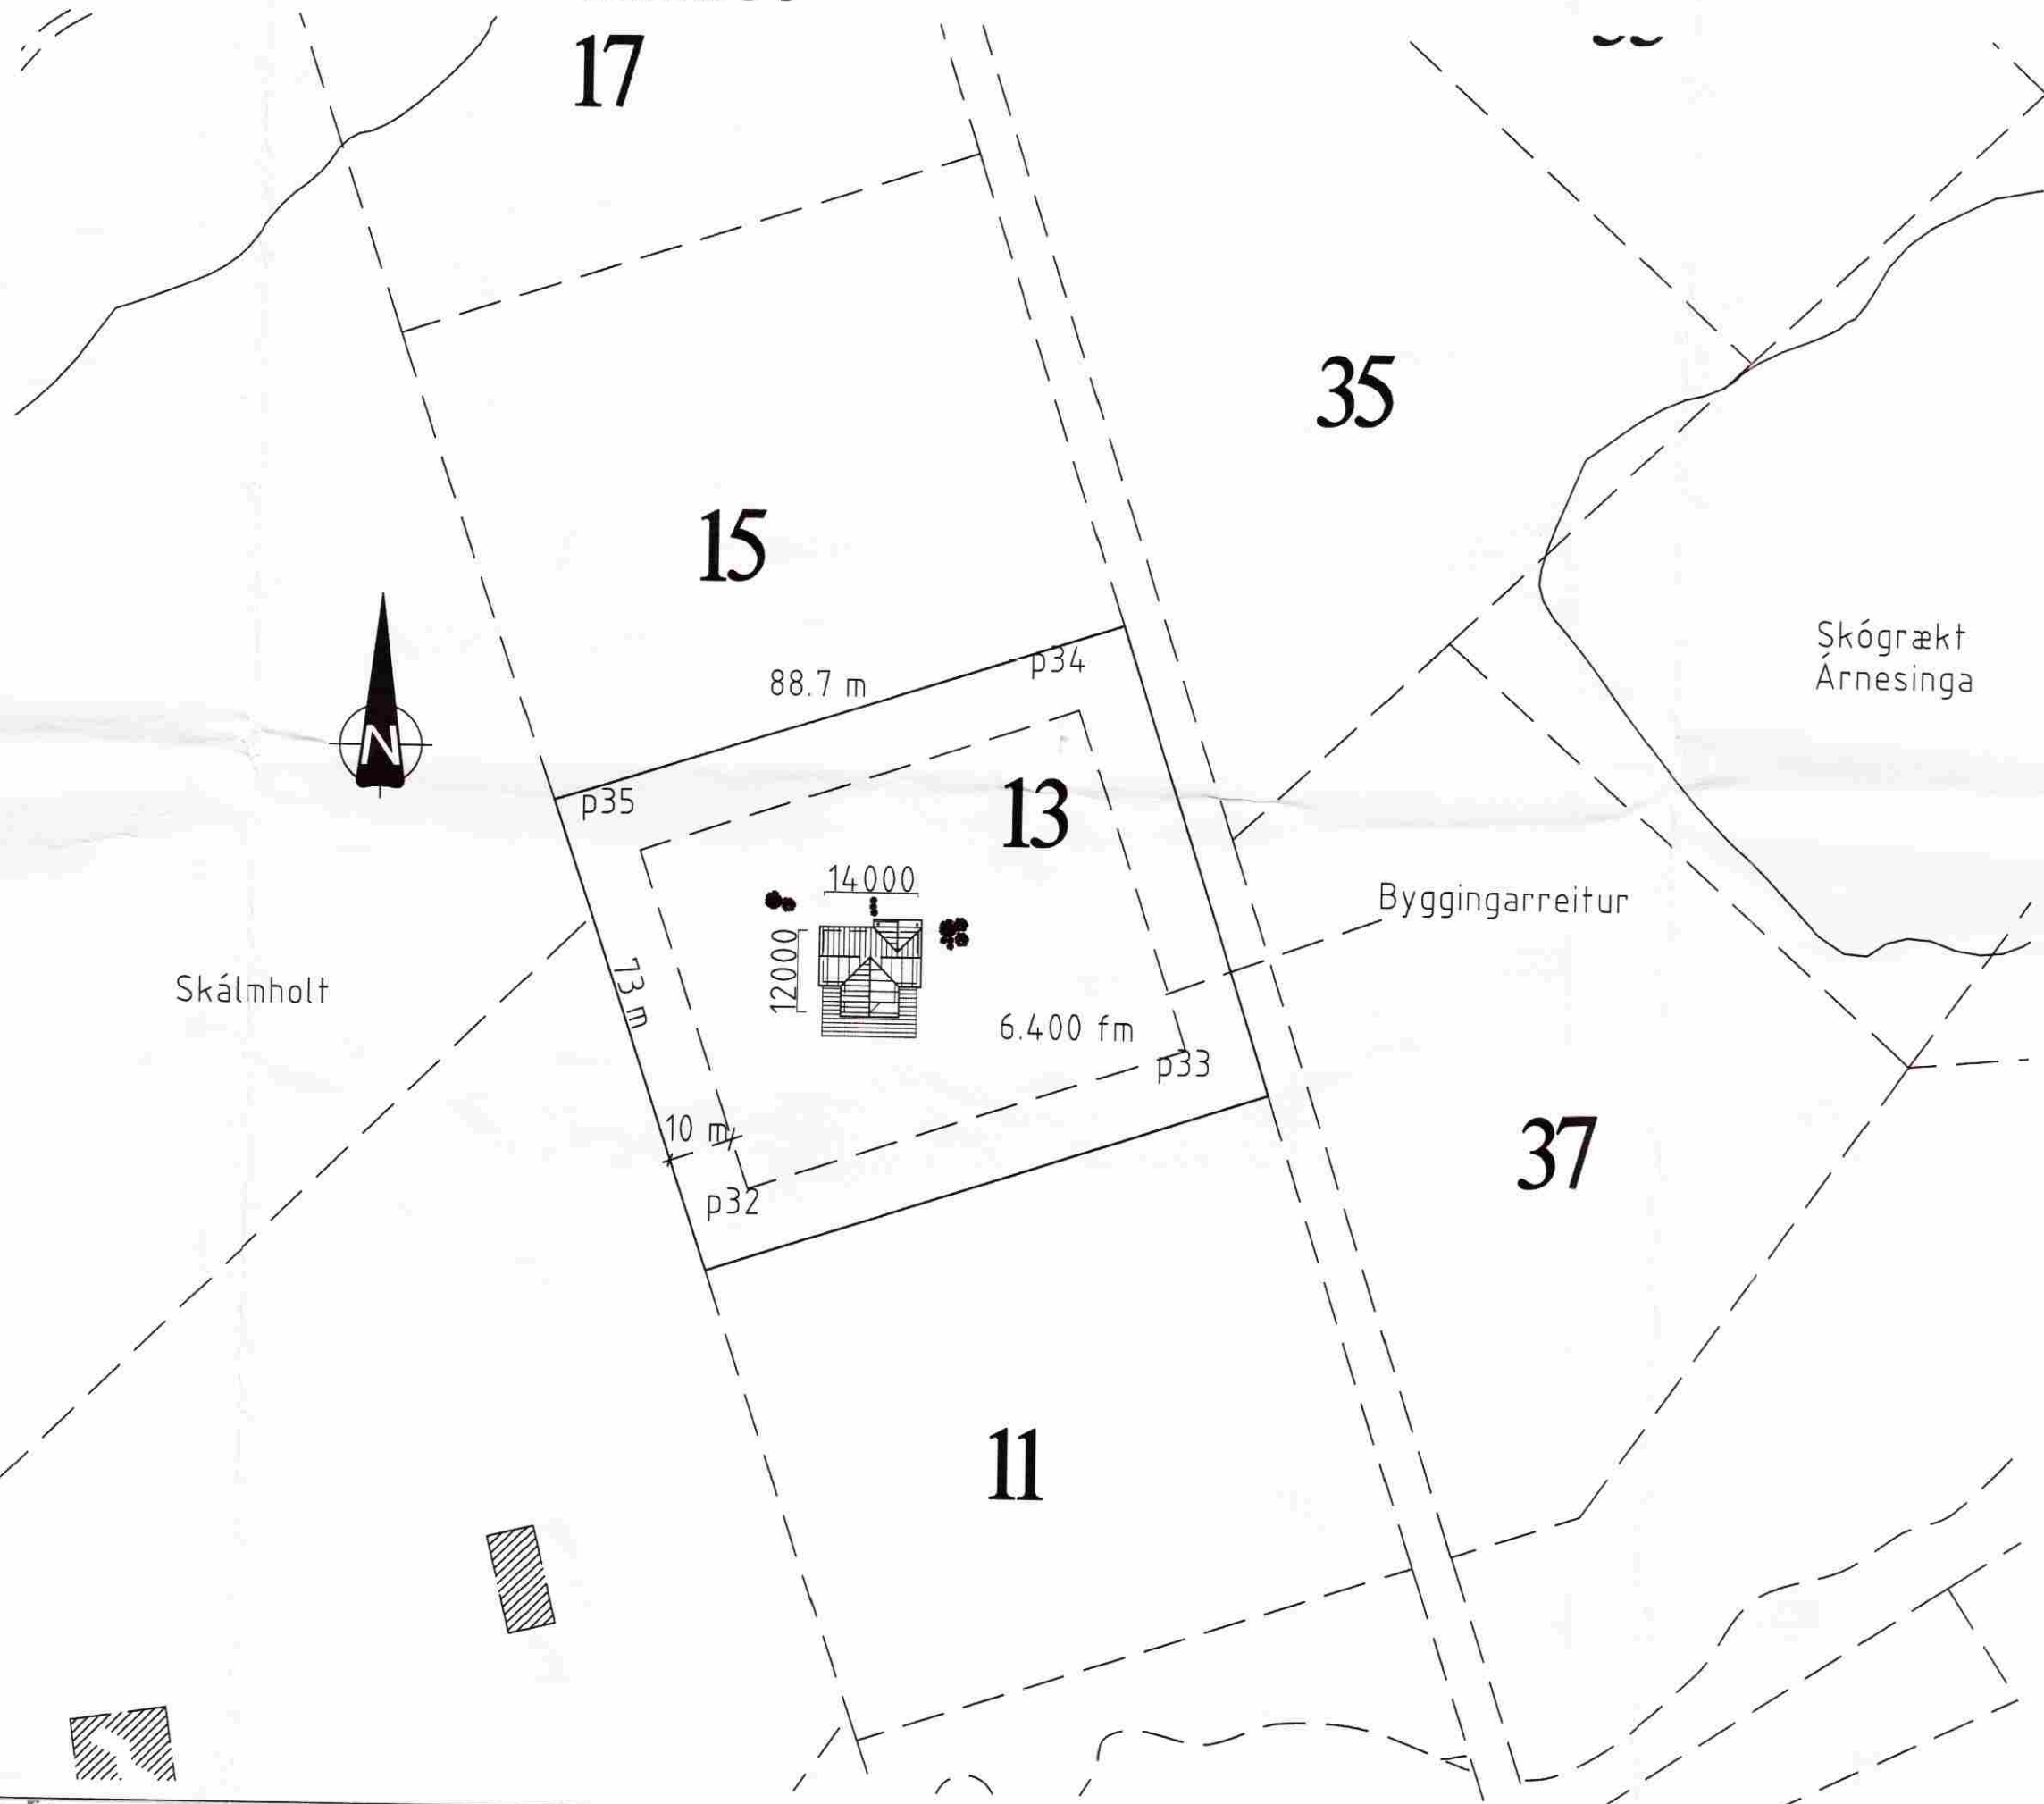 17
35
15
Skógrækt
Árnesinga
p34
88.7 m
N
p35
13
14000
Byggingarreitur
12000
73 m
Skálmholt
6.400 fm
p33
10 m
37
p32
11